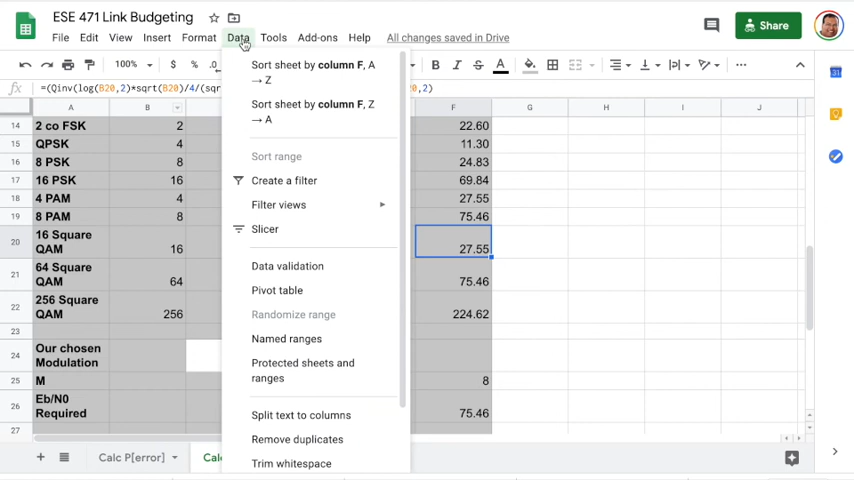 ESE 471 Link Budgeting
File Edit View Insert Format Data Tools Add-ons Help All changes saved in Drive
Share
100% $ % B I A
fx =(Qinv(log(B20,2)*sqrt(B20)/4/(sqr 20,2)
A B F G H I J
14 2 co FSK 2 22.60
15 QPSK 4 11.30
16 8 PSK 8 24.83
17 16 PSK 16 69.84
18 4 PAM 4 27.55
19 8 PAM 8 75.46
20 16 Square QAM 16 27.55
21 64 Square QAM 64 75.46
22 256 Square QAM 256 224.62
23
24 Our chosen Modulation
25 M 8
26 Eb/N0 Required 75.46
27
Sort sheet by column F, A
→ Z
Sort sheet by column F, Z
→ A
Sort range
Create a filter
Filter views
Slicer
Data validation
Pivot table
Randomize range
Named ranges
Protected sheets and
ranges
Split text to columns
Remove duplicates
Trim whitespace
Calc P[error] Calc
31